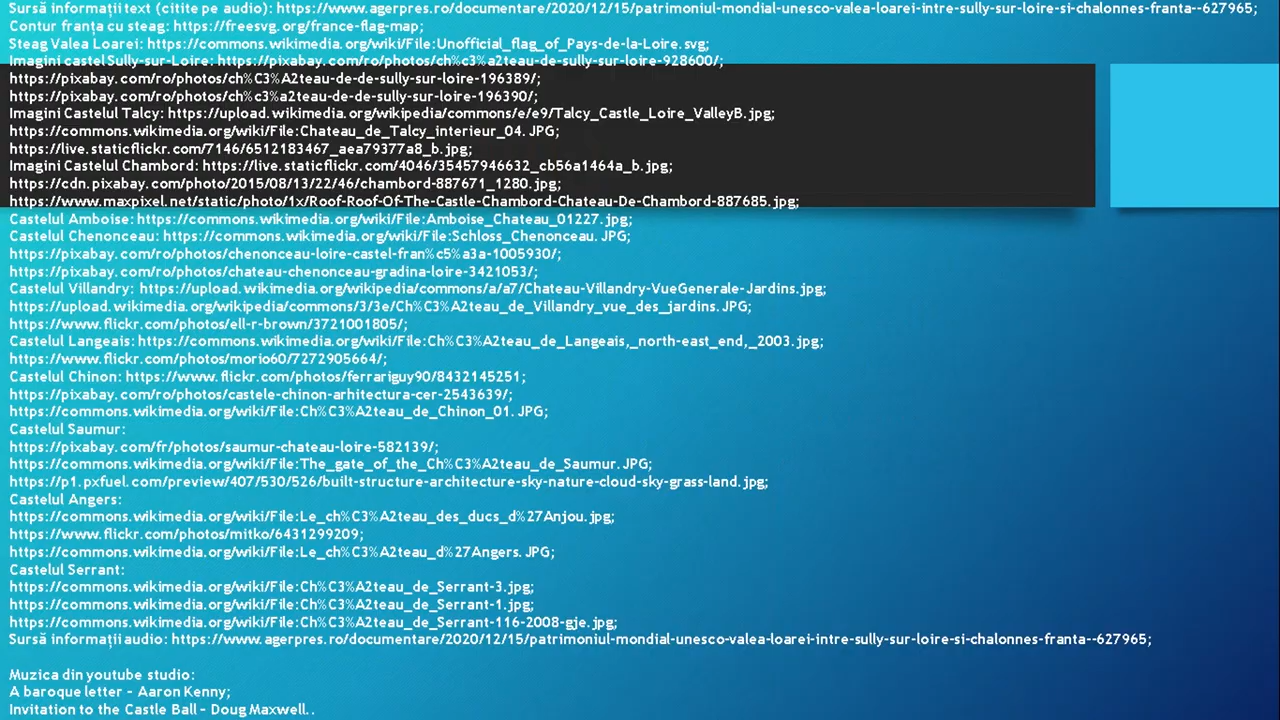 Sursă informații text (citite pe audio): https://www.agerpres.ro/documentare/2020/12/15/patrimoniul-mondial-unesco-valea-loarei-intre-sully-sur-loire-si-chalonnes-franta--627965;
Contur franța cu steag: https://freesvg.org/france-flag-map;
Steag Valea Loarei: https://commons.wikimedia.org/wiki/File:Unofficial_flag_of_Pays-de-la-Loire.svg;
Imagini castel Sully-sur-Loire: https://pixabay.com/ro/photos/ch%c3%a2teau-de-sully-sur-loire-928600/;
https://pixabay.com/ro/photos/ch%C3%A2teau-de-de-sully-sur-loire-196389/;
https://pixabay.com/ro/photos/ch%c3%a2teau-de-de-sully-sur-loire-196390/;
Imagini Castelul Talcy: https://upload.wikimedia.org/wikipedia/commons/e/e9/Talcy_Castle_Loire_ValleyB.jpg;
https://commons.wikimedia.org/wiki/File:Chateau_de_Talcy_interieur_04.JPG;
https://live.staticflickr.com/7146/6512183467_aea79377a8_b.jpg;
Imagini Castelul Chambord: https://live.staticflickr.com/4046/35457946632_cb56a1464a_b.jpg;
https://cdn.pixabay.com/photo/2015/08/13/22/46/chambord-887671_1280.jpg;
https://www.maxpixel.net/static/photo/1x/Roof-Roof-Of-The-Castle-Chambord-Chateau-De-Chambord-887685.jpg;
Castelul Amboise: https://commons.wikimedia.org/wiki/File:Amboise_Chateau_01227.jpg;
Castelul Chenonceau: https://commons.wikimedia.org/wiki/File:Schloss_Chenonceau.JPG;
https://pixabay.com/ro/photos/chenonceau-loire-castel-fran%c5%a3a-1005930/;
https://pixabay.com/ro/photos/chateau-chenonceau-gradina-loire-3421053/;
Castelul Villandry: https://upload.wikimedia.org/wikipedia/commons/a/a7/Chateau-Villandry-VueGenerale-Jardins.jpg;
https://upload.wikimedia.org/wikipedia/commons/3/3e/Ch%C3%A2teau_de_Villandry_vue_des_jardins.JPG;
https://www.flickr.com/photos/ell-r-brown/3721001805/;
Castelul Langeais: https://commons.wikimedia.org/wiki/File:Ch%C3%A2teau_de_Langeais,_north-east_end,_2003.jpg;
https://www.flickr.com/photos/morio60/7272905664/;
Castelul Chinon: https://www.flickr.com/photos/ferrariguy90/8432145251;
https://pixabay.com/ro/photos/castele-chinon-arhitectura-cer-2543639/;
https://commons.wikimedia.org/wiki/File:Ch%C3%A2teau_de_Chinon_01.JPG;
Castelul Saumur:
https://pixabay.com/fr/photos/saumur-chateau-loire-582139/;
https://commons.wikimedia.org/wiki/File:The_gate_of_the_Ch%C3%A2teau_de_Saumur.JPG;
https://p1.pxfuel.com/preview/407/530/526/built-structure-architecture-sky-nature-cloud-sky-grass-land.jpg;
Castelul Angers:
https://commons.wikimedia.org/wiki/File:Le_ch%C3%A2teau_des_ducs_d%27Anjou.jpg;
https://www.flickr.com/photos/mitko/6431299209;
https://commons.wikimedia.org/wiki/File:Le_ch%C3%A2teau_d%27Angers.JPG;
Castelul Serrant:
https://commons.wikimedia.org/wiki/File:Ch%C3%A2teau_de_Serrant-3.jpg;
https://commons.wikimedia.org/wiki/File:Ch%C3%A2teau_de_Serrant-1.jpg;
https://commons.wikimedia.org/wiki/File:Ch%C3%A2teau_de_Serrant-116-2008-gje.jpg;
Sursă informații audio: https://www.agerpres.ro/documentare/2020/12/15/patrimoniul-mondial-unesco-valea-loarei-intre-sully-sur-loire-si-chalonnes-franta--627965;
Muzica din youtube studio:
A baroque letter - Aaron Kenny;
Invitation to the Castle Ball - Doug Maxwell..